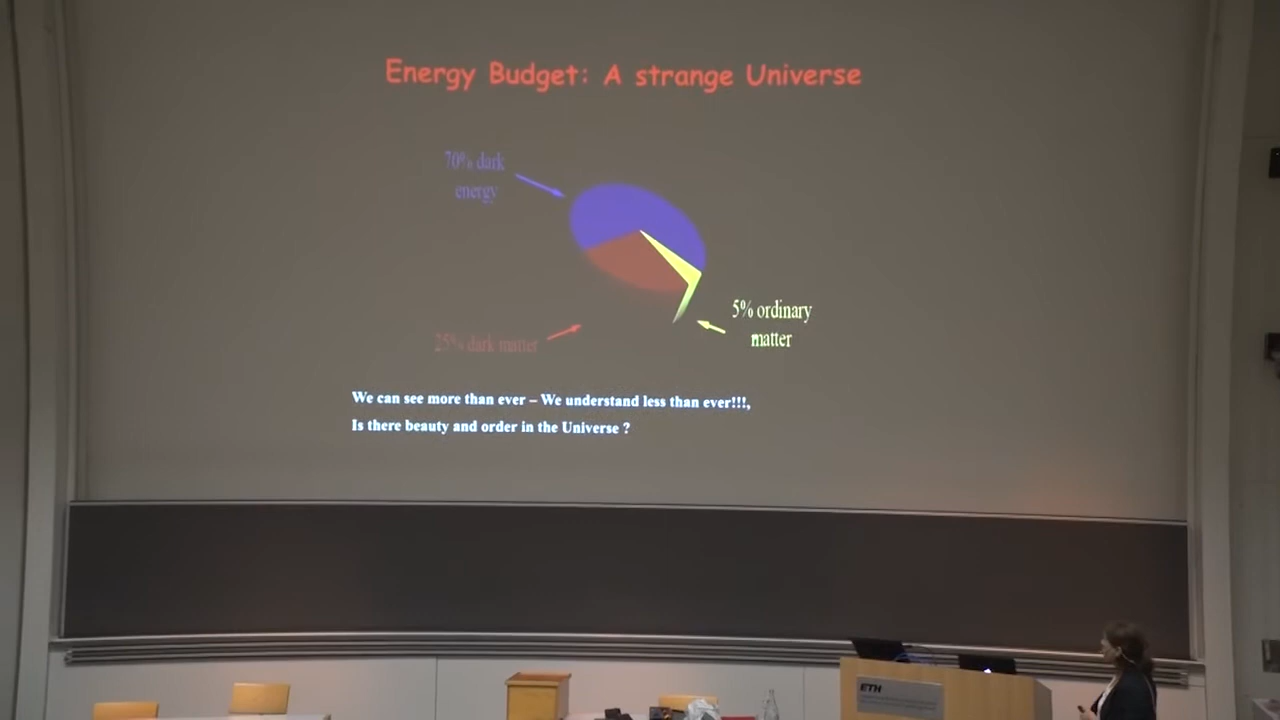 Energy Budget: A strange Universe
70% dark
energy
5% ordinary
matter
25% dark matter
We can see more than ever – We understand less than ever!!!,
Is there beauty and order in the Universe ?
ETH